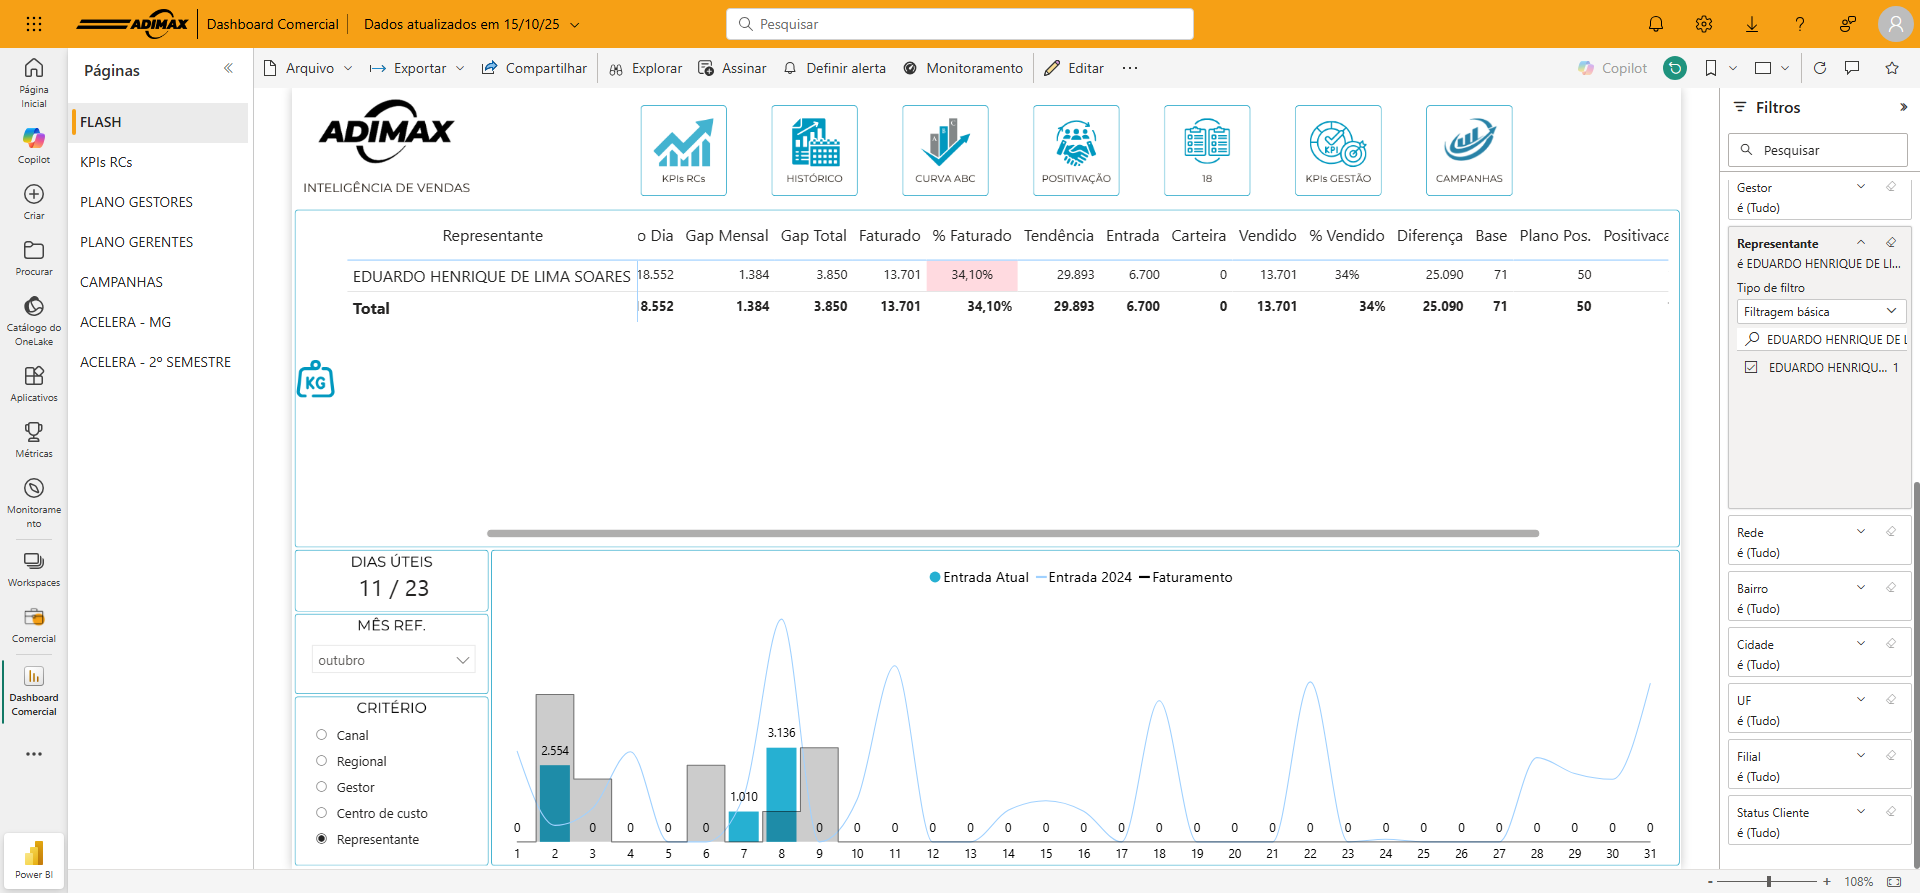 ADIMAX
Dashboard Comercial
Dados atualizados em 15/10/25
Pesquisar
Página Inicial
Copilot
Criar
Procurar
Catálogo do OneLake
Aplicativos
Métricas
Monitorame
nto
Workspaces
Comercial
Dashboard Comercial
Power BI
Páginas
FLASH
KPIs RCs
PLANO GESTORES
PLANO GERENTES
CAMPANHAS
ACELERA - MG
ACELERA - 2º SEMESTRE
Arquivo
Exportar
Compartilhar
Explorar
Assinar
Definir alerta
Monitoramento
Editar
Copilot
ADIMAX
INTELIGÊNCIA DE VENDAS
KPIs RCs
HISTÓRICO
A B C
CURVA ABC
POSITIVAÇÃO
18
KPI
KPIs GESTÃO
CAMPANHAS
Representante o Dia Gap Mensal Gap Total Faturado % Faturado Tendência Entrada Carteira Vendido % Vendido Diferença Base Plano Pos. Positivaca
EDUARDO HENRIQUE DE LIMA SOARES 18.552 1.384 3.850 13.701 34,10% 29.893 6.700 0 13.701 34% 25.090 71 50
Total 8.552 1.384 3.850 13.701 34,10% 29.893 6.700 0 13.701 34% 25.090 71 50
KG
DIAS ÚTEIS
11 / 23
MÊS REF.
outubro
CRITÉRIO
Canal
Regional
Gestor
Centro de custo
Representante
Entrada Atual Entrada 2024 Faturamento
3.136
2.554
1.010
0 0 0 0 0 0 0 0 0 0 0 0 0 0 0 0 0 0 0 0 0 0 0 0 0 0 0 0
1 2 3 4 5 6 7 8 9 10 11 12 13 14 15 16 17 18 19 20 21 22 23 24 25 26 27 28 29 30 31
Filtros
Pesquisar
Gestor
é (Tudo)
Representante
é EDUARDO HENRIQUE DE LI...
Tipo de filtro
Filtragem básica
EDUARDO HENRIQUE DE L
EDUARDO HENRIQU... 1
Rede
é (Tudo)
Bairro
é (Tudo)
Cidade
é (Tudo)
UF
é (Tudo)
Filial
é (Tudo)
Status Cliente
é (Tudo)
- + 108%